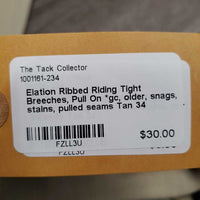 The Tack Collector
1001161-234
Elation Ribbed Riding Tight
Breeches, Pull On *gc, older, snags,
stains, pulled seams Tan 34
$30.00
FZLL3U
FZLL3U